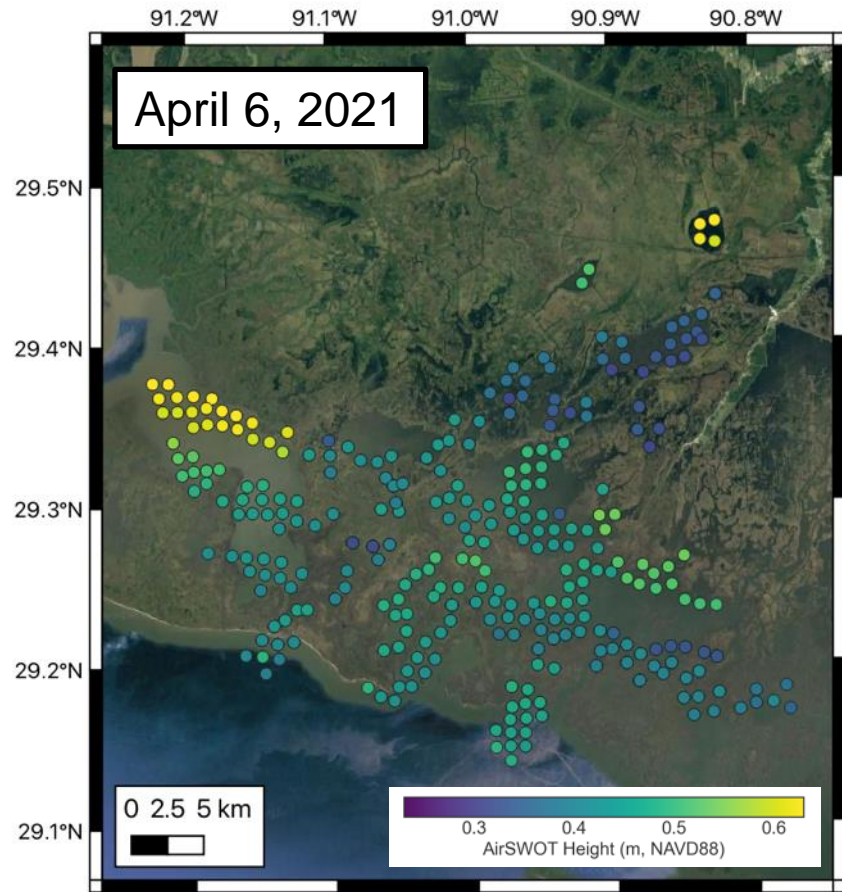 91.2°W 91.1°W 91.0°W 90.9°W 90.8°W
April 6, 2021
29.5°N
29.4°N
29.3°N
29.2°N
29.1°N
0 2.5 5 km
0.3 0.4 0.5 0.6
AirSWOT Height (m, NAVD88)